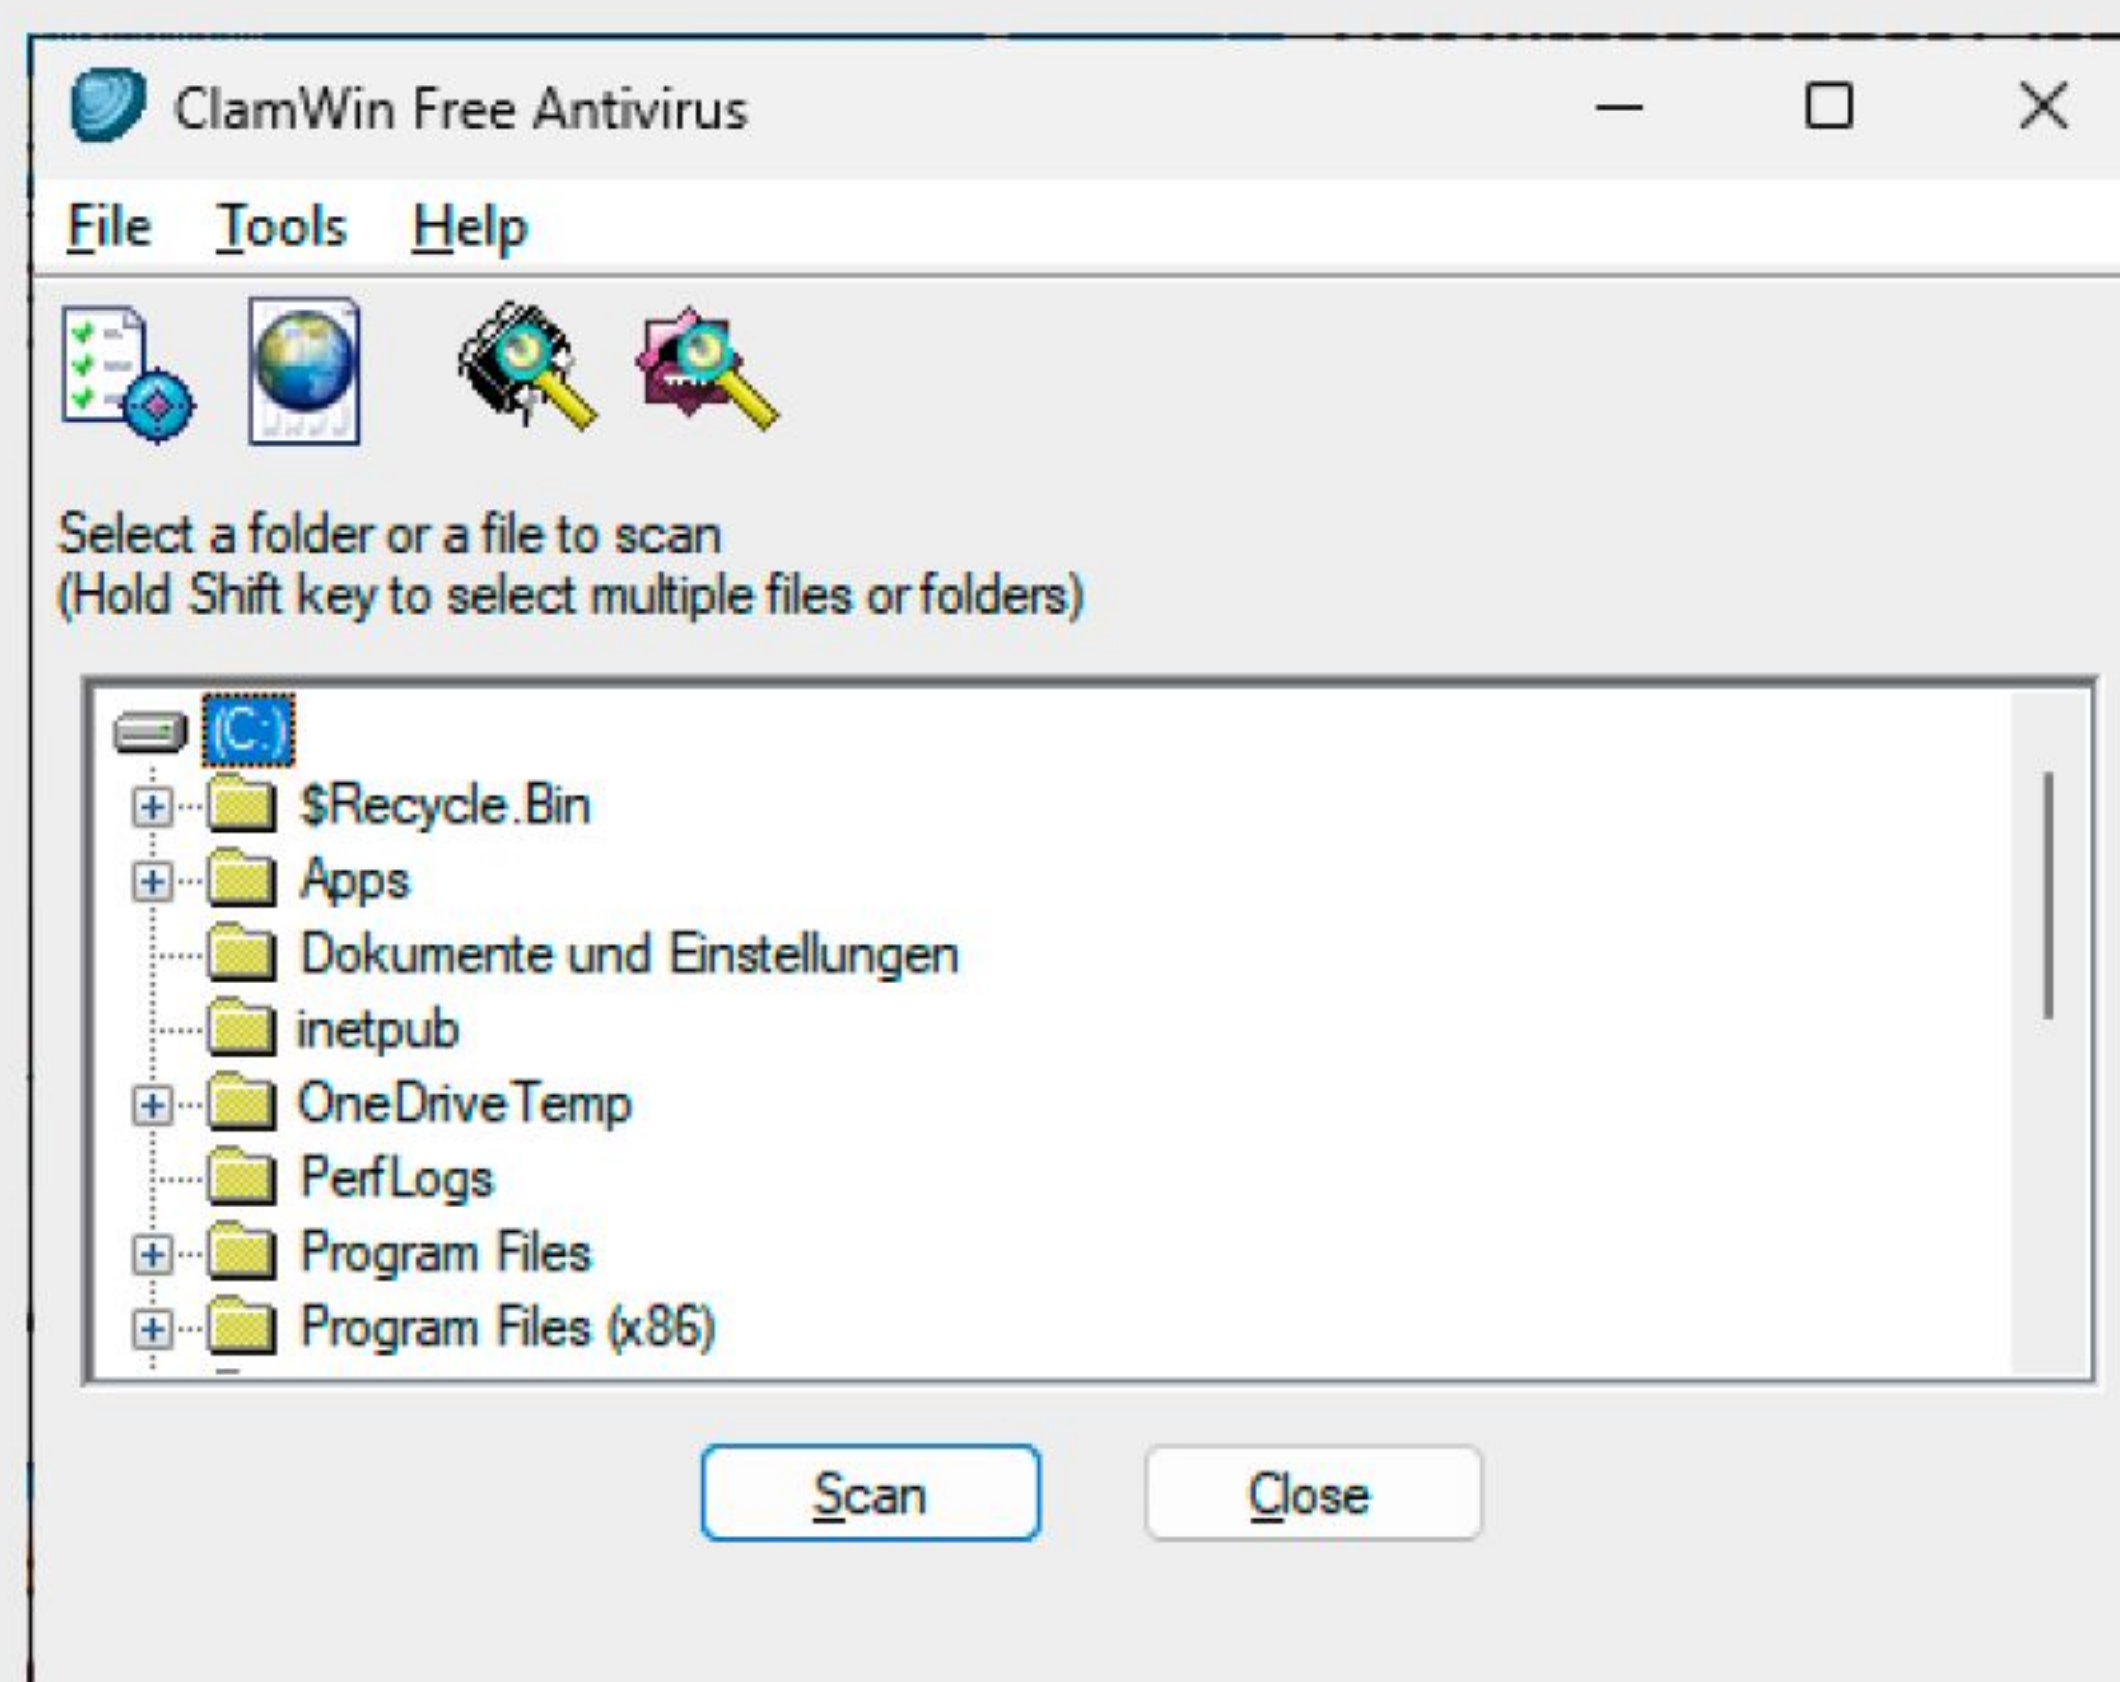 ClamWin Free Antivirus
File Tools Help
Select a folder or a file to scan
(Hold Shift key to select multiple files or folders)
(C:)
$Recycle.Bin
Apps
Dokumente und Einstellungen
inetpub
OneDriveTemp
PerfLogs
Program Files
Program Files (x86)
Scan Close